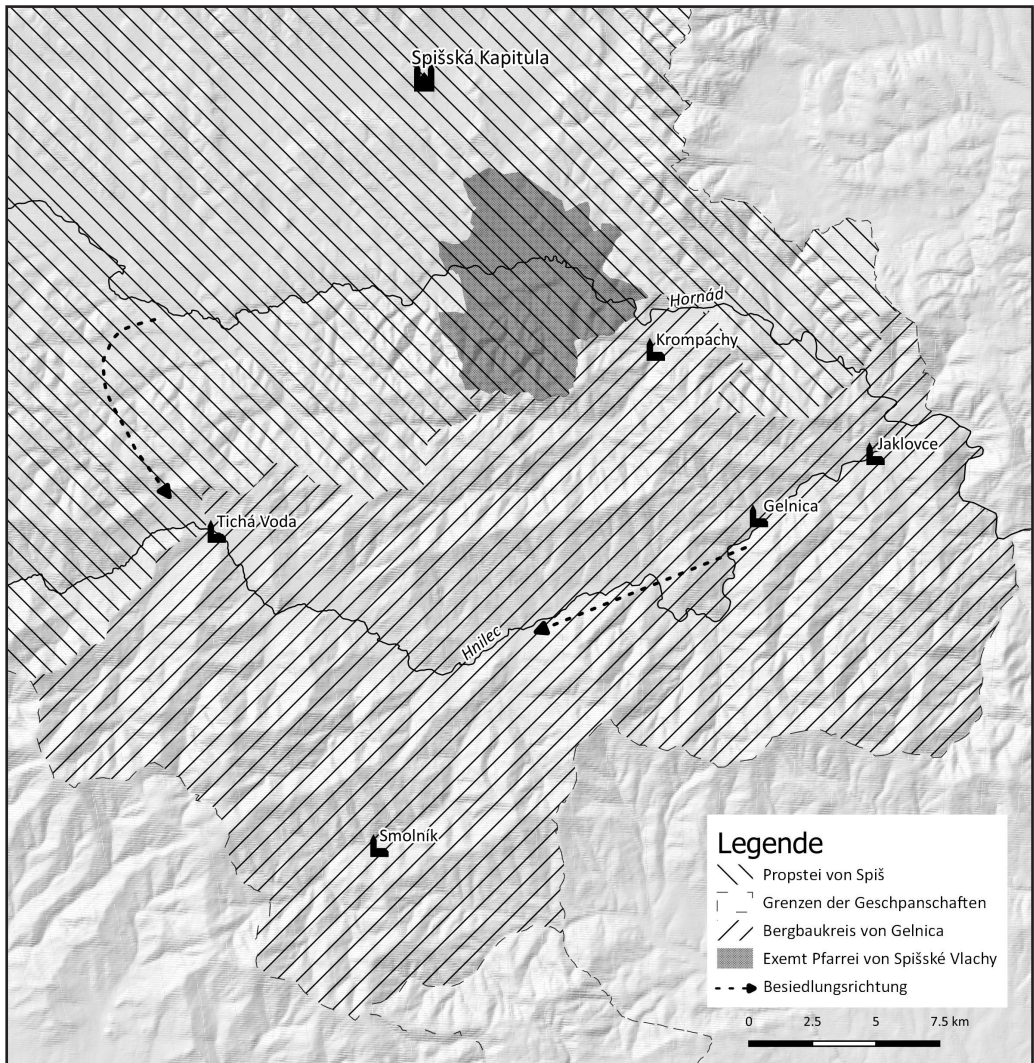 Spišská Kapitula
Hornád
Krompachy
Jaklovce
Gelnica
Tichá Voda
Hnilec
Smolník
Legende
Propstei von Spiš
Grenzen der Geschpanschaften
Bergbaukreis von Gelnica
Exemt Pfarrei von Spišské Vlachy
Besiedlungsrichtung
0 2.5 5 7.5 km